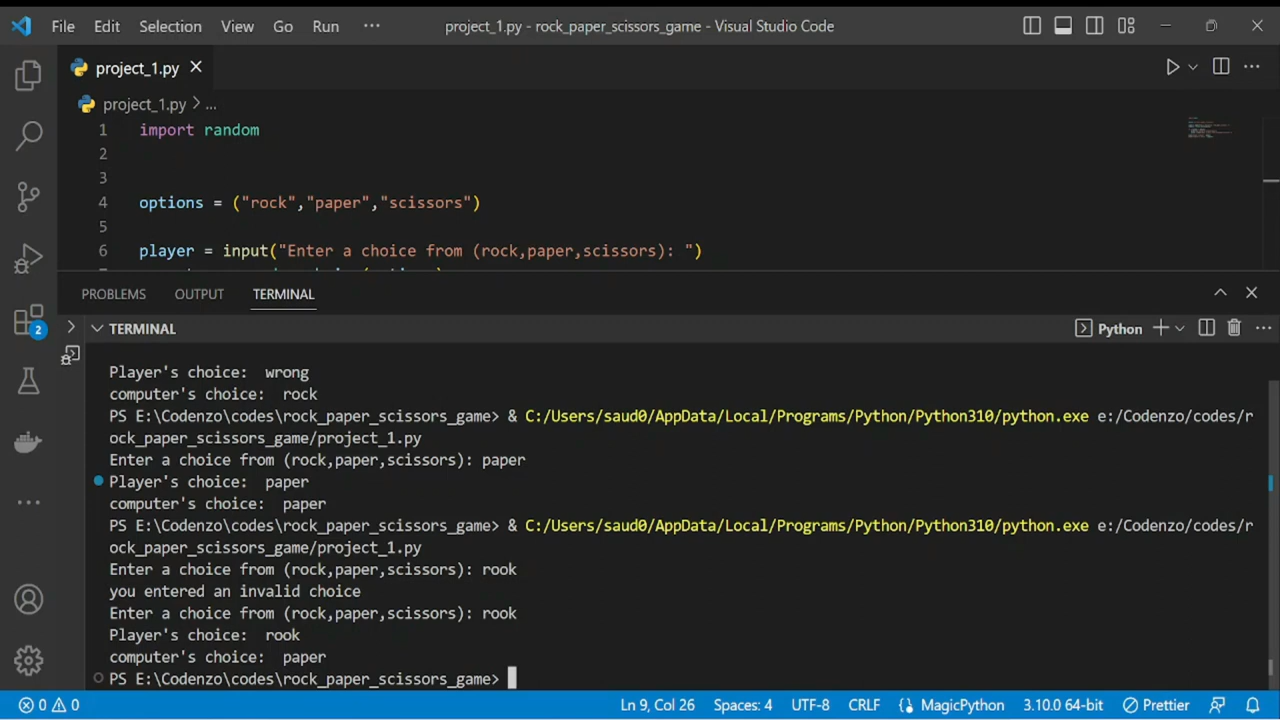 File Edit Selection View Go Run ··· project_1.py - rock_paper_scissors_game - Visual Studio Code
project_1.py
project_1.py > ...
1 import random
2
3
4 options = ("rock","paper","scissors")
5
6 player = input("Enter a choice from (rock,paper,scissors): ")
PROBLEMS OUTPUT TERMINAL
TERMINAL Python
2
Player's choice:  wrong
computer's choice:  rock
PS E:\Codenzo\codes\rock_paper_scissors_game> & C:/Users/saud0/AppData/Local/Programs/Python/Python310/python.exe e:/Codenzo/codes/r
ock_paper_scissors_game/project_1.py
Enter a choice from (rock,paper,scissors): paper
Player's choice:  paper
computer's choice:  paper
PS E:\Codenzo\codes\rock_paper_scissors_game> & C:/Users/saud0/AppData/Local/Programs/Python/Python310/python.exe e:/Codenzo/codes/r
ock_paper_scissors_game/project_1.py
Enter a choice from (rock,paper,scissors): rook
you entered an invalid choice
Enter a choice from (rock,paper,scissors): rook
Player's choice:  rook
computer's choice:  paper
PS E:\Codenzo\codes\rock_paper_scissors_game>
0 0 Ln 9, Col 26 Spaces: 4 UTF-8 CRLF MagicPython 3.10.0 64-bit Prettier